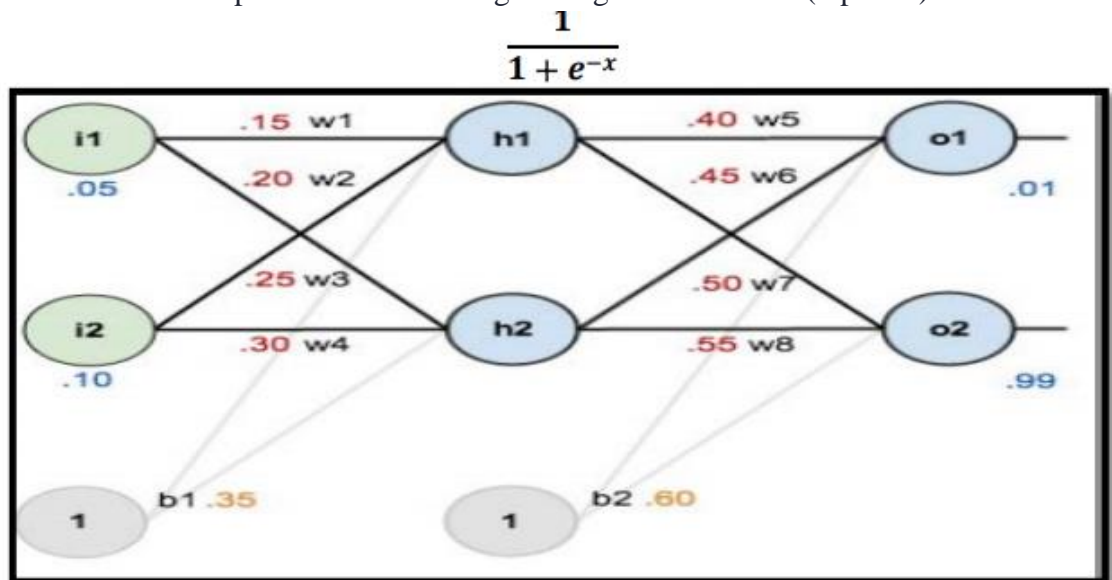 1
1 + e^{-x}
i1 .15 w1 h1 .40 w5 o1
.05 .20 w2 .45 w6 .01
.25 w3 .50 w7
i2 .30 w4 h2 .55 w8 o2
.10 .99
1 b1 .35 1 b2 .60